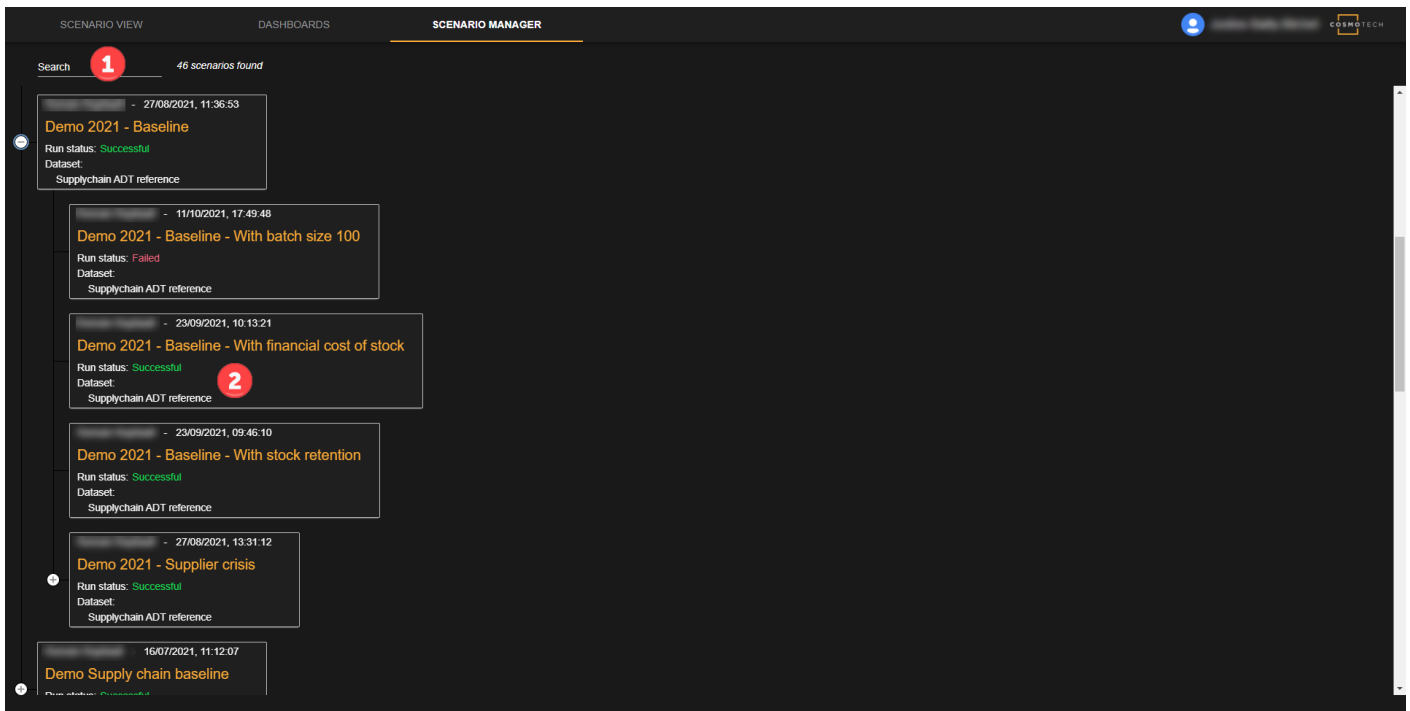 SCENARIO VIEW DASHBOARDS SCENARIO MANAGER COSMOTECH
Search 1 46 scenarios found
- 27/08/2021, 11:36:53
Demo 2021 - Baseline
Run status: Successful
Dataset:
Supplychain ADT reference
- 11/10/2021, 17:49:48
Demo 2021 - Baseline - With batch size 100
Run status: Failed
Dataset:
Supplychain ADT reference
- 23/09/2021, 10:13:21
Demo 2021 - Baseline - With financial cost of stock
Run status: Successful
Dataset: 2
Supplychain ADT reference
- 23/09/2021, 09:46:10
Demo 2021 - Baseline - With stock retention
Run status: Successful
Dataset:
Supplychain ADT reference
- 27/08/2021, 13:31:12
Demo 2021 - Supplier crisis
Run status: Successful
Dataset:
Supplychain ADT reference
16/07/2021, 11:12:07
Demo Supply chain baseline
Run status: Successful